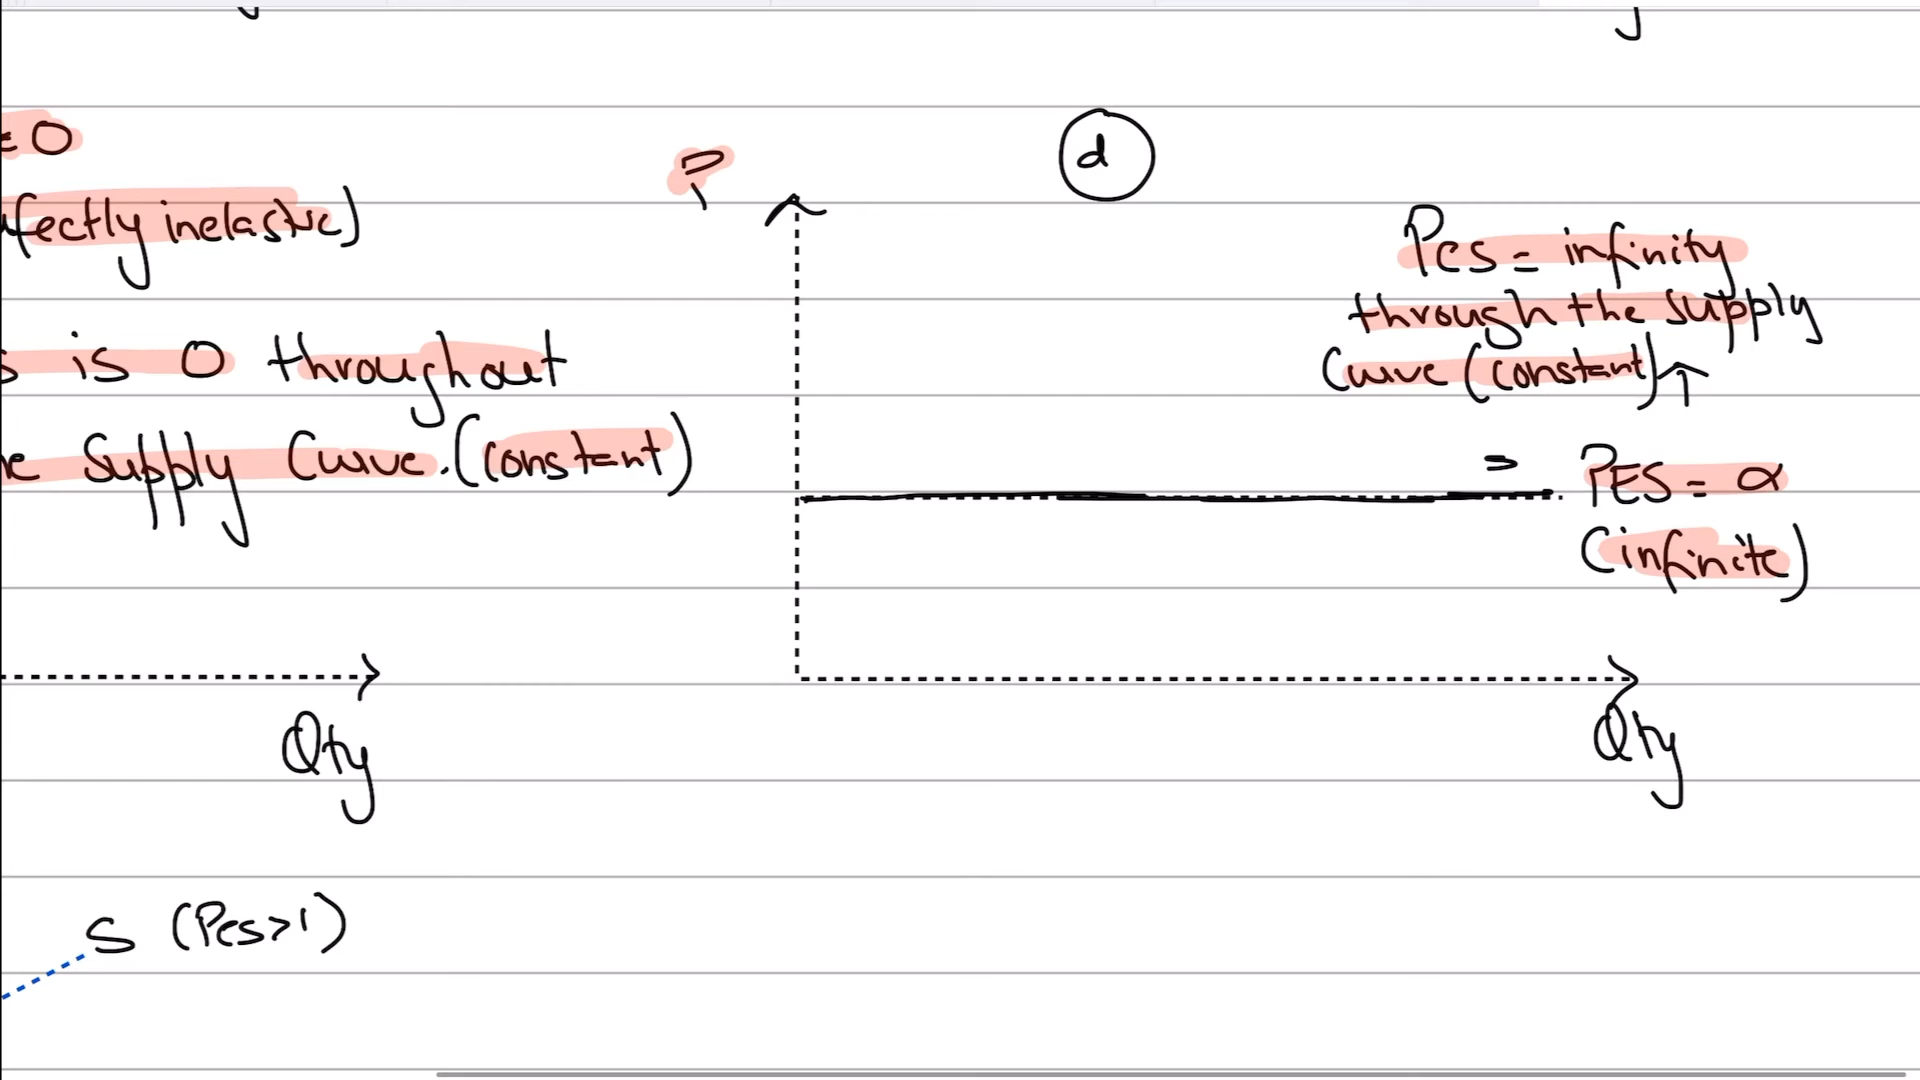 = 0
fectly inelastic)
s is 0 throughout
e Supply Curve. (constant)
Qty
S (Pes>1)
P
d
Pes = infinity
through the supply
Curve (constant) ↑
= PES = α
(infinite)
Qty